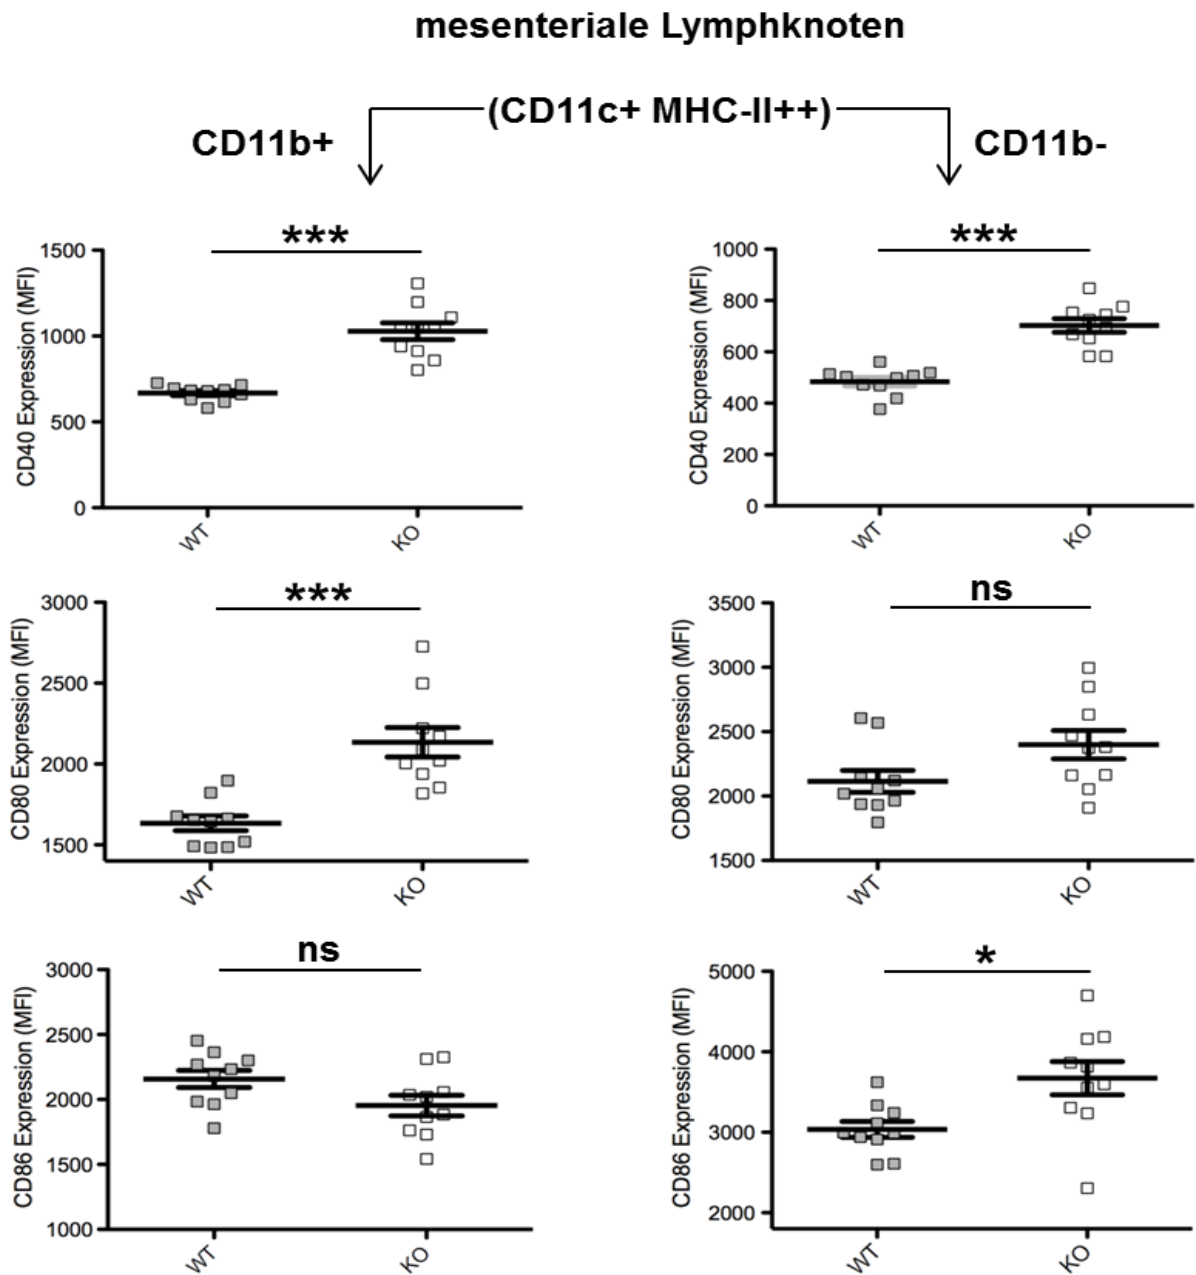 mesenteriale Lymphknoten
(CD11c+ MHC-II++)
CD11b+
CD11b-
***
CD40 Expression (MFI)
1500
1000
500
0
WT
KO
***
CD40 Expression (MFI)
1000
800
600
400
200
0
WT
KO
***
CD80 Expression (MFI)
3000
2500
2000
1500
WT
KO
ns
CD80 Expression (MFI)
3500
3000
2500
2000
1500
WT
KO
ns
CD86 Expression (MFI)
3000
2500
2000
1500
1000
WT
KO
*
CD86 Expression (MFI)
5000
4000
3000
2000
WT
KO